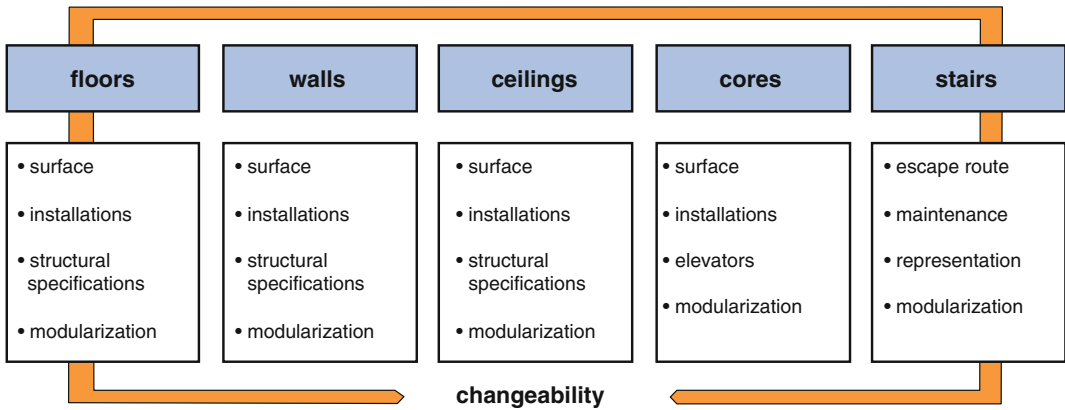 floors
walls
ceilings
cores
stairs
• surface
• installations
• structural
specifications
• modularization
• surface
• installations
• structural
specifications
• modularization
• surface
• installations
• structural
specifications
• modularization
• surface
• installations
• elevators
• modularization
• escape route
• maintenance
• representation
• modularization
changeability